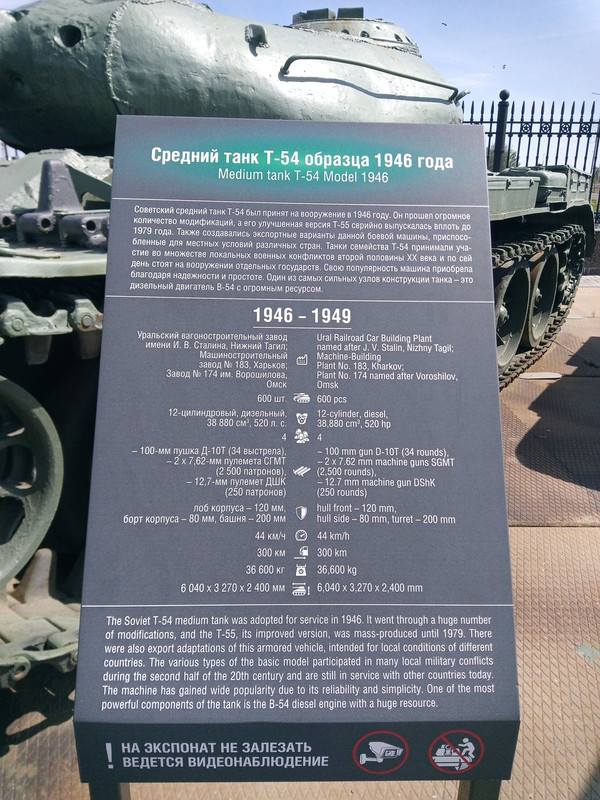 Средний танк Т-54 образца 1946 года
Medium tank T-54 Model 1946
Советский средний танк Т-54 был принят на вооружение в 1946 году. Он прошел огромное
количество модификаций, а его улучшенная версия Т-55 серийно выпускалась вплоть до
1979 года. Также создавались экспортные варианты данной боевой машины, приспосо-
бленные для местных условий различных стран. Танки семейства Т-54 принимали уча-
стие во множестве локальных военных конфликтов второй половины XX века и по сей
день стоят на вооружении отдельных государств. Свою популярность машина приобрела
благодаря надежности и простоте. Один из самых сильных узлов конструкции танка – это
дизельный двигатель В-54 с огромным ресурсом.
1946 – 1949
Уральский вагоностроительный завод
имени И. В. Сталина, Нижний Тагил;
Машиностроительный
завод № 183, Харьков;
Завод № 174 им. Ворошилова,
Омск
Ural Railroad Car Building Plant
named after J. V. Stalin, Nizhny Tagil;
Machine-Building
Plant No. 183, Kharkov;
Plant No. 174 named after Voroshilov,
Omsk
600 шт.
600 pcs
12-цилиндровый, дизельный,
38 880 см³, 520 л. с.
12-cylinder, diesel,
38,880 cm³, 520 hp
4
4
– 100-мм пушка Д-10Т (34 выстрела),
– 2 x 7,62-мм пулемета СГМТ
(2 500 патронов),
– 12,7-мм пулемет ДШК
(250 патронов)
– 100 mm gun D-10T (34 rounds),
– 2 x 7.62 mm machine guns SGMT
(2,500 rounds),
– 12.7 mm machine gun DShK
(250 rounds)
лоб корпуса – 120 мм,
борт корпуса – 80 мм, башня – 200 мм
hull front – 120 mm,
hull side – 80 mm, turret – 200 mm
44 км/ч
44 km/h
300 км
300 km
36 600 кг
36,600 kg
6 040 x 3 270 x 2 400 мм
6,040 x 3,270 x 2,400 mm
The Soviet T-54 medium tank was adopted for service in 1946. It went through a huge number
of modifications, and the T-55, its improved version, was mass-produced until 1979. There
were also export adaptations of this armored vehicle, intended for local conditions of different
countries. The various types of the basic model participated in many local military conflicts
during the second half of the 20th century and are still in service with other countries today.
The machine has gained wide popularity due to its reliability and simplicity. One of the most
powerful components of the tank is the B-54 diesel engine with a huge resource.
! НА ЭКСПОНАТ НЕ ЗАЛЕЗАТЬ
ВЕДЕТСЯ ВИДЕОНАБЛЮДЕНИЕ